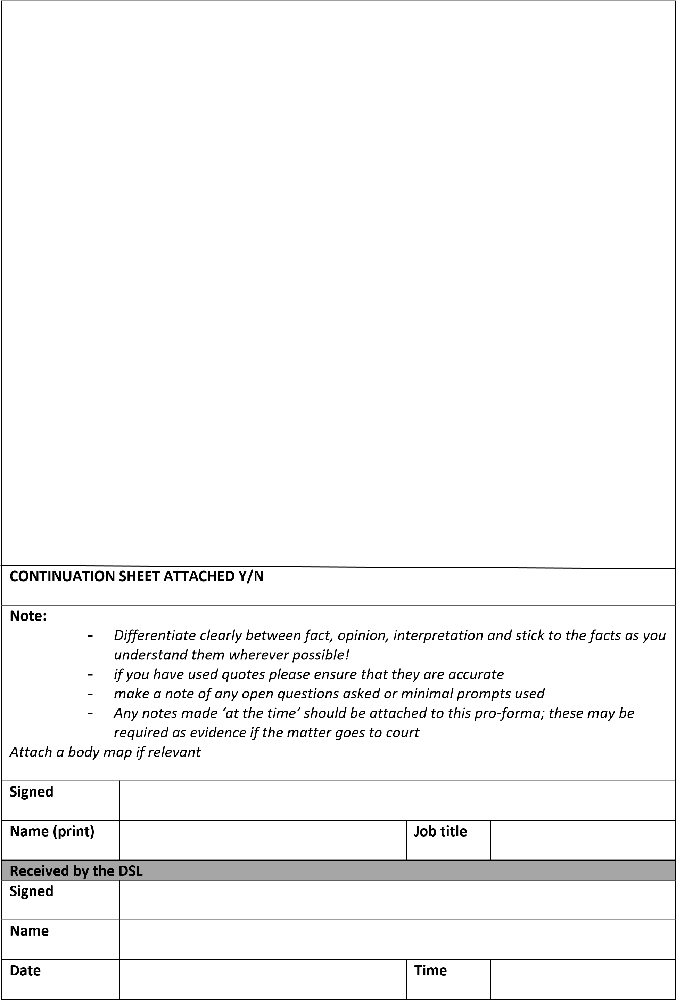 CONTINUATION SHEET ATTACHED Y/N
Note:
- Differentiate clearly between fact, opinion, interpretation and stick to the facts as you
understand them wherever possible!
- if you have used quotes please ensure that they are accurate
- make a note of any open questions asked or minimal prompts used
- Any notes made ‘at the time’ should be attached to this pro-forma; these may be
required as evidence if the matter goes to court
Attach a body map if relevant
Signed
Name (print) Job title
Received by the DSL
Signed
Name
Date Time